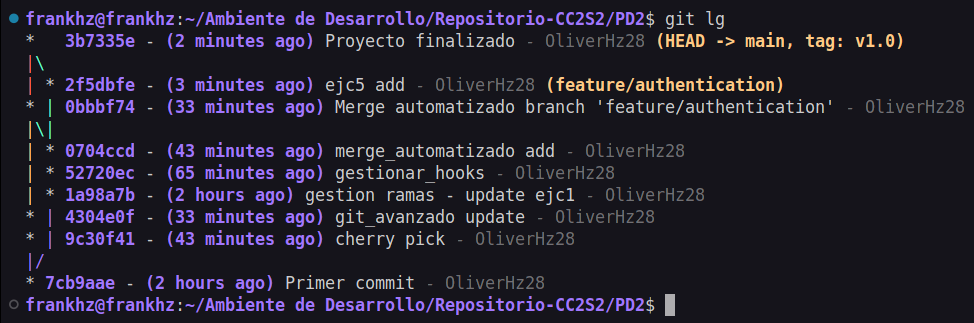 frankhz@frankhz:~/Ambiente de Desarrollo/Repositorio-CC2S2/PD2$ git lg
*   3b7335e - (2 minutes ago) Proyecto finalizado - OliverHz28 (HEAD -> main, tag: v1.0)
|\
| * 2f5dbfe - (3 minutes ago) ejc5 add - OliverHz28 (feature/authentication)
* | 0bbbf74 - (33 minutes ago) Merge automatizado branch 'feature/authentication' - OliverHz28
|\|
| * 0704ccd - (43 minutes ago) merge_automatizado add - OliverHz28
| * 52720ec - (65 minutes ago) gestionar_hooks - OliverHz28
| * 1a98a7b - (2 hours ago) gestion ramas - update ejc1 - OliverHz28
* | 4304e0f - (33 minutes ago) git_avanzado update - OliverHz28
* | 9c30f41 - (43 minutes ago) cherry pick - OliverHz28
|/
* 7cb9aae - (2 hours ago) Primer commit - OliverHz28
frankhz@frankhz:~/Ambiente de Desarrollo/Repositorio-CC2S2/PD2$